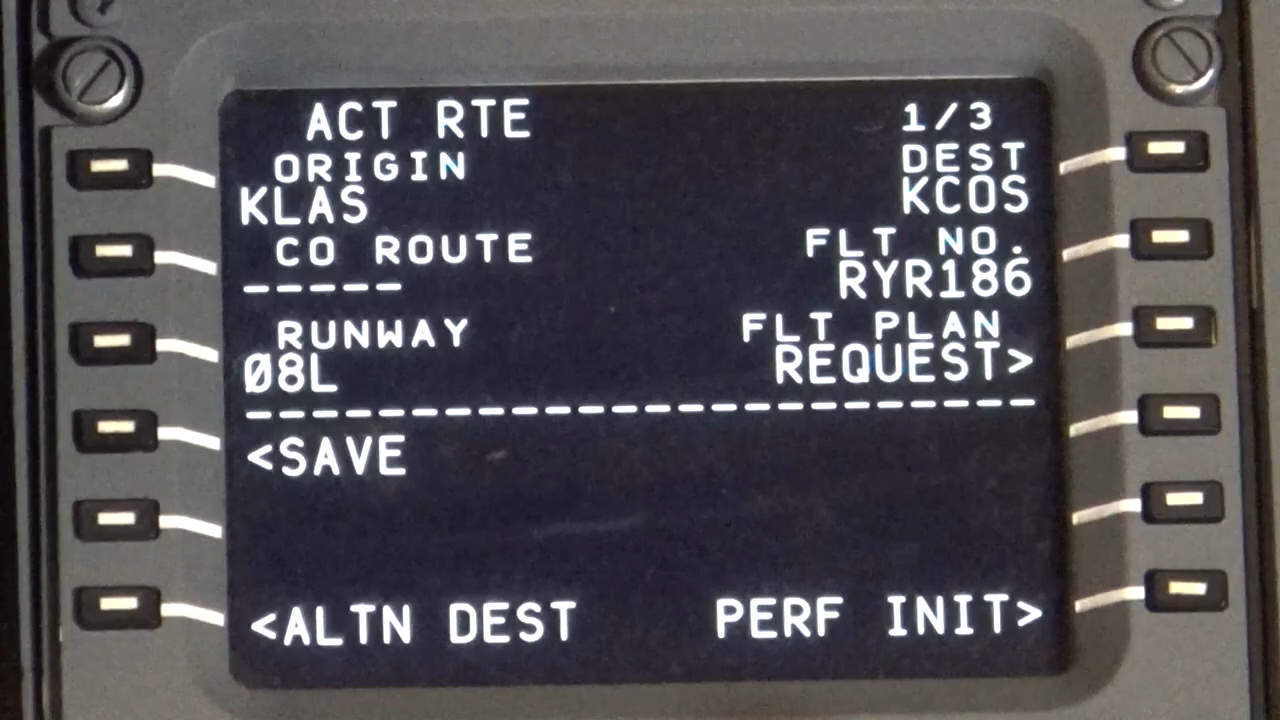 ACT RTE 1/3
ORIGIN DEST
KLAS KCOS
CO ROUTE FLT NO.
----- RYR186
RUNWAY FLT PLAN
08L REQUEST>
------------------------
<SAVE
<ALTN DEST PERF INIT>